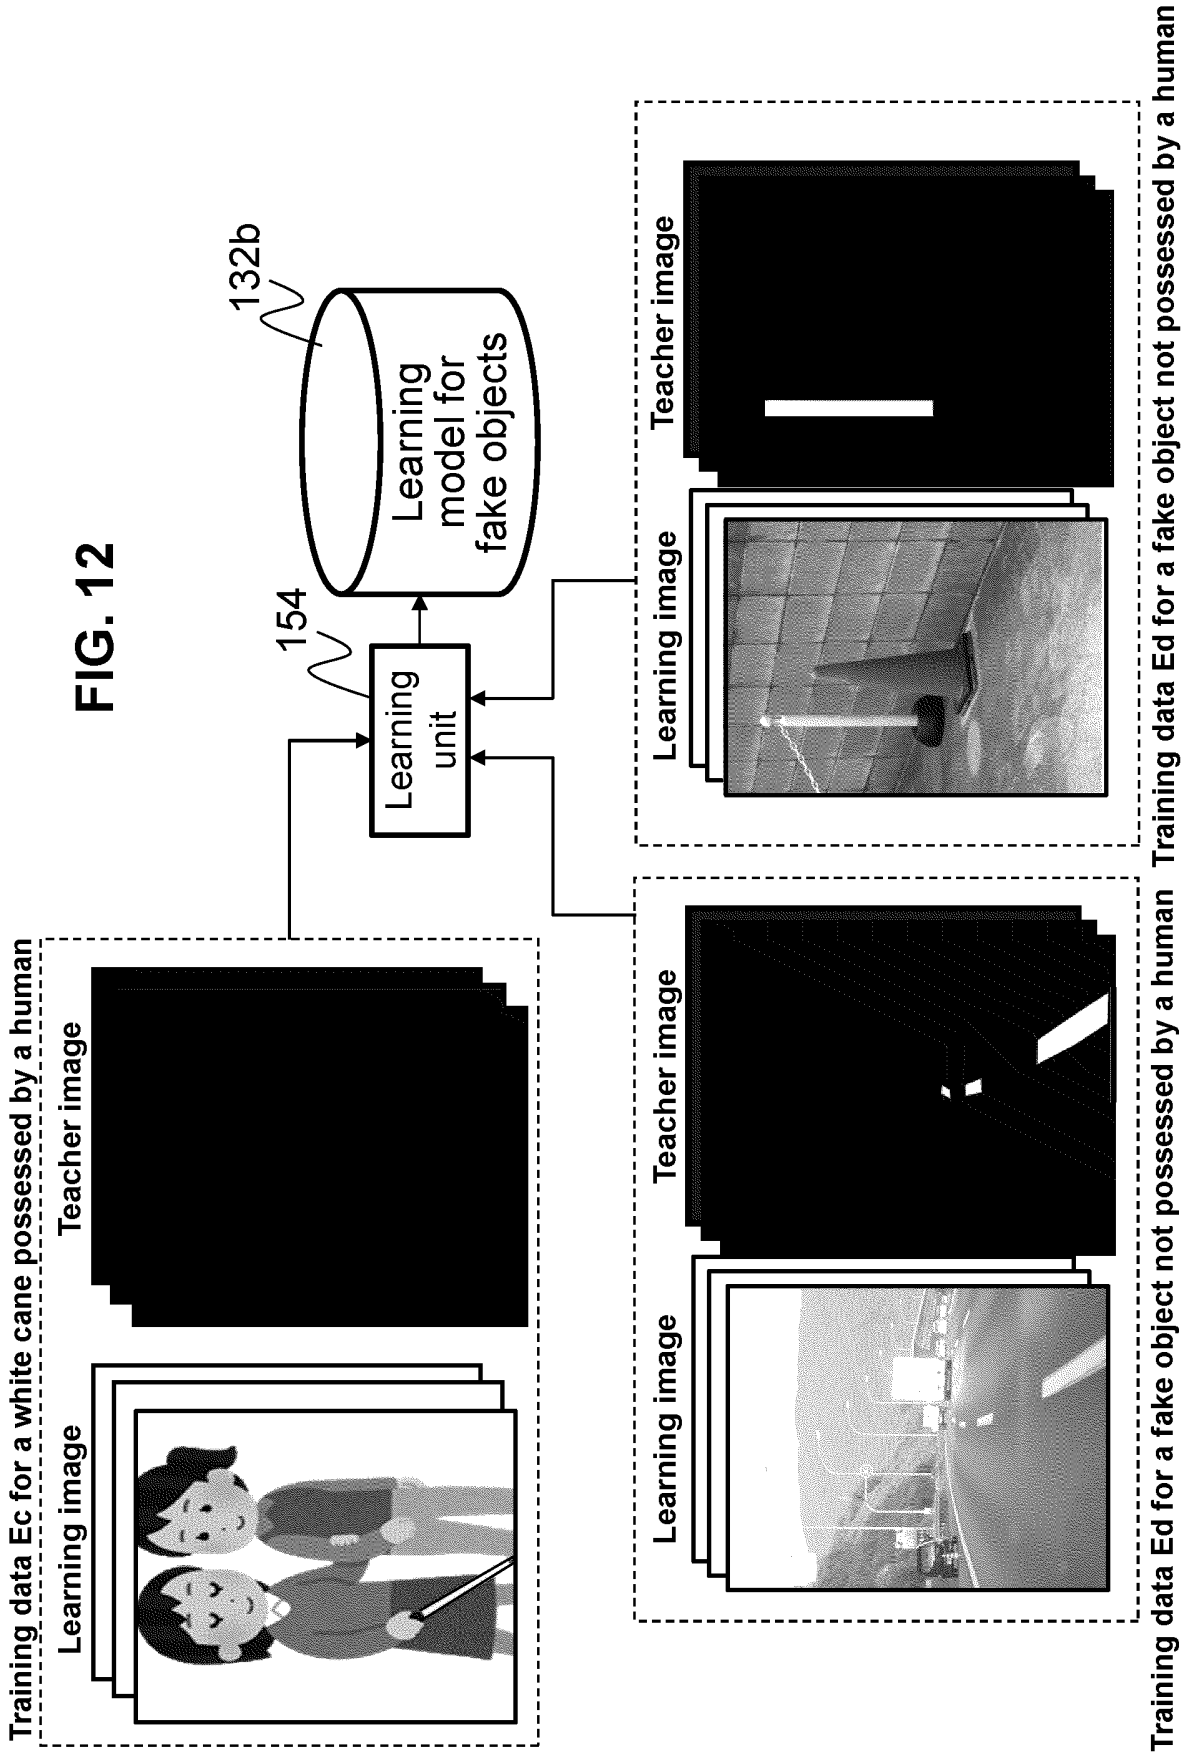 FIG. 12
Training data Ec for a white cane possessed by a human
Learning image
Teacher image
154
Learning
unit
132b
Learning
model for
fake objects
Learning image
Teacher image
Training data Ed for a fake object not possessed by a human
Learning image
Teacher image
Training data Ed for a fake object not possessed by a human